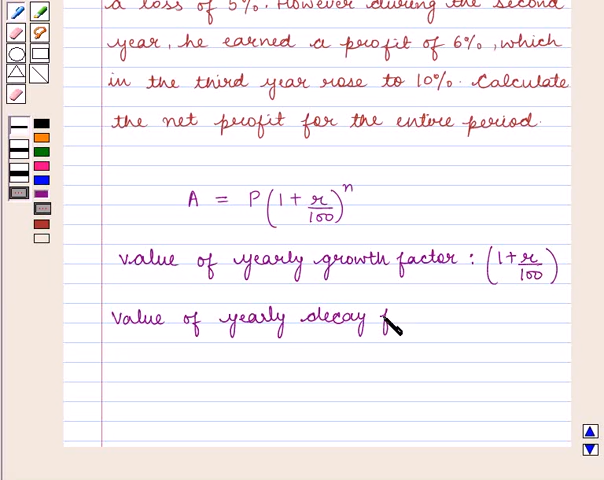 a loss of 5%. However during the second
year, he earned a profit of 6%, which
in the third year rose to 10%. Calculate
the net profit for the entire period.
A = P(1 + r/100)^n
value of yearly growth factor : (1 + r/100)
value of yearly decay f